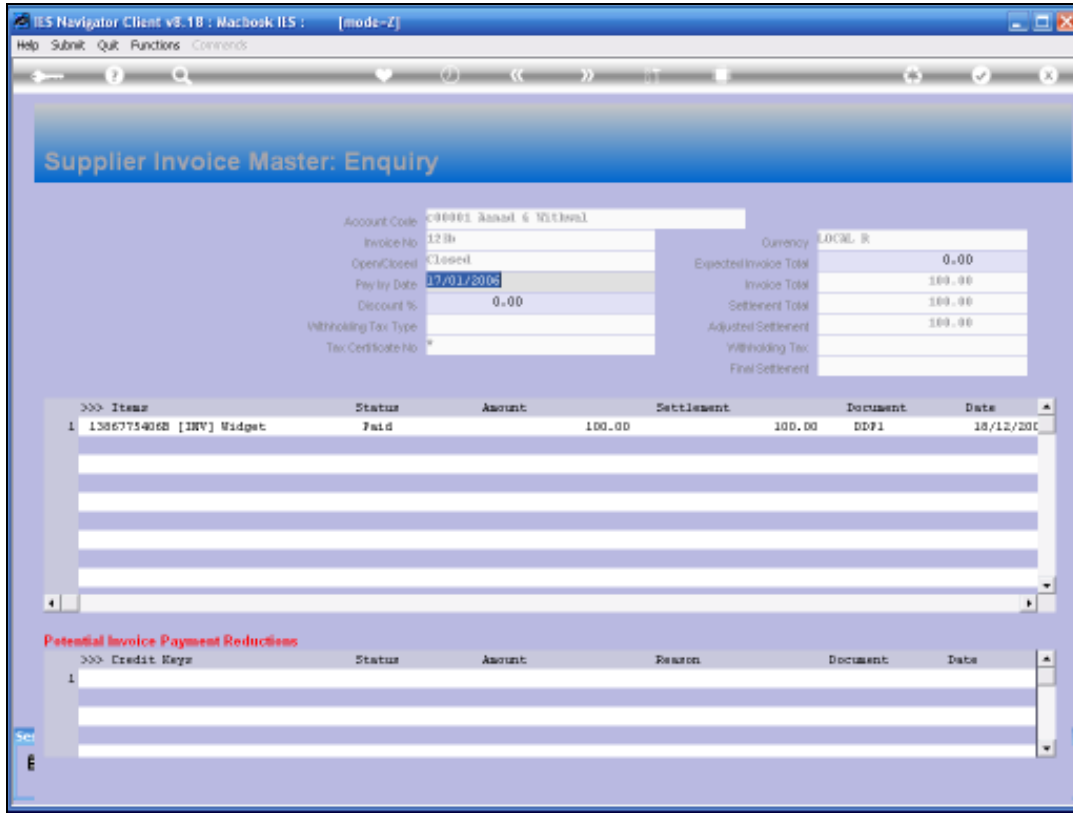 IES Navigator Client v8.18 : Macbook IES : [mode-Z]
Help Submit Quit Functions Commends
Supplier Invoice Master: Enquiry
Account Code c00001
Invoice No 123b
Open/Closed Closed
Pay by Date 17/01/2006
Discount % 0.00
Withholding Tax Type
Tax Certificate No *
Currency LOCAL R
Expected Invoice Total 0.00
Invoice Total 100.00
Settlement Total 100.00
Adjusted Settlement 100.00
Withholding Tax
Final Settlement
>>> Items Status Amount Settlement Document Date
1 1386775406B [INV] Widget Paid 100.00 100.00 DDP1 18/12/200
Potential Invoice Payment Reductions
>>> Credit Keys Status Amount Reason Document Date
1